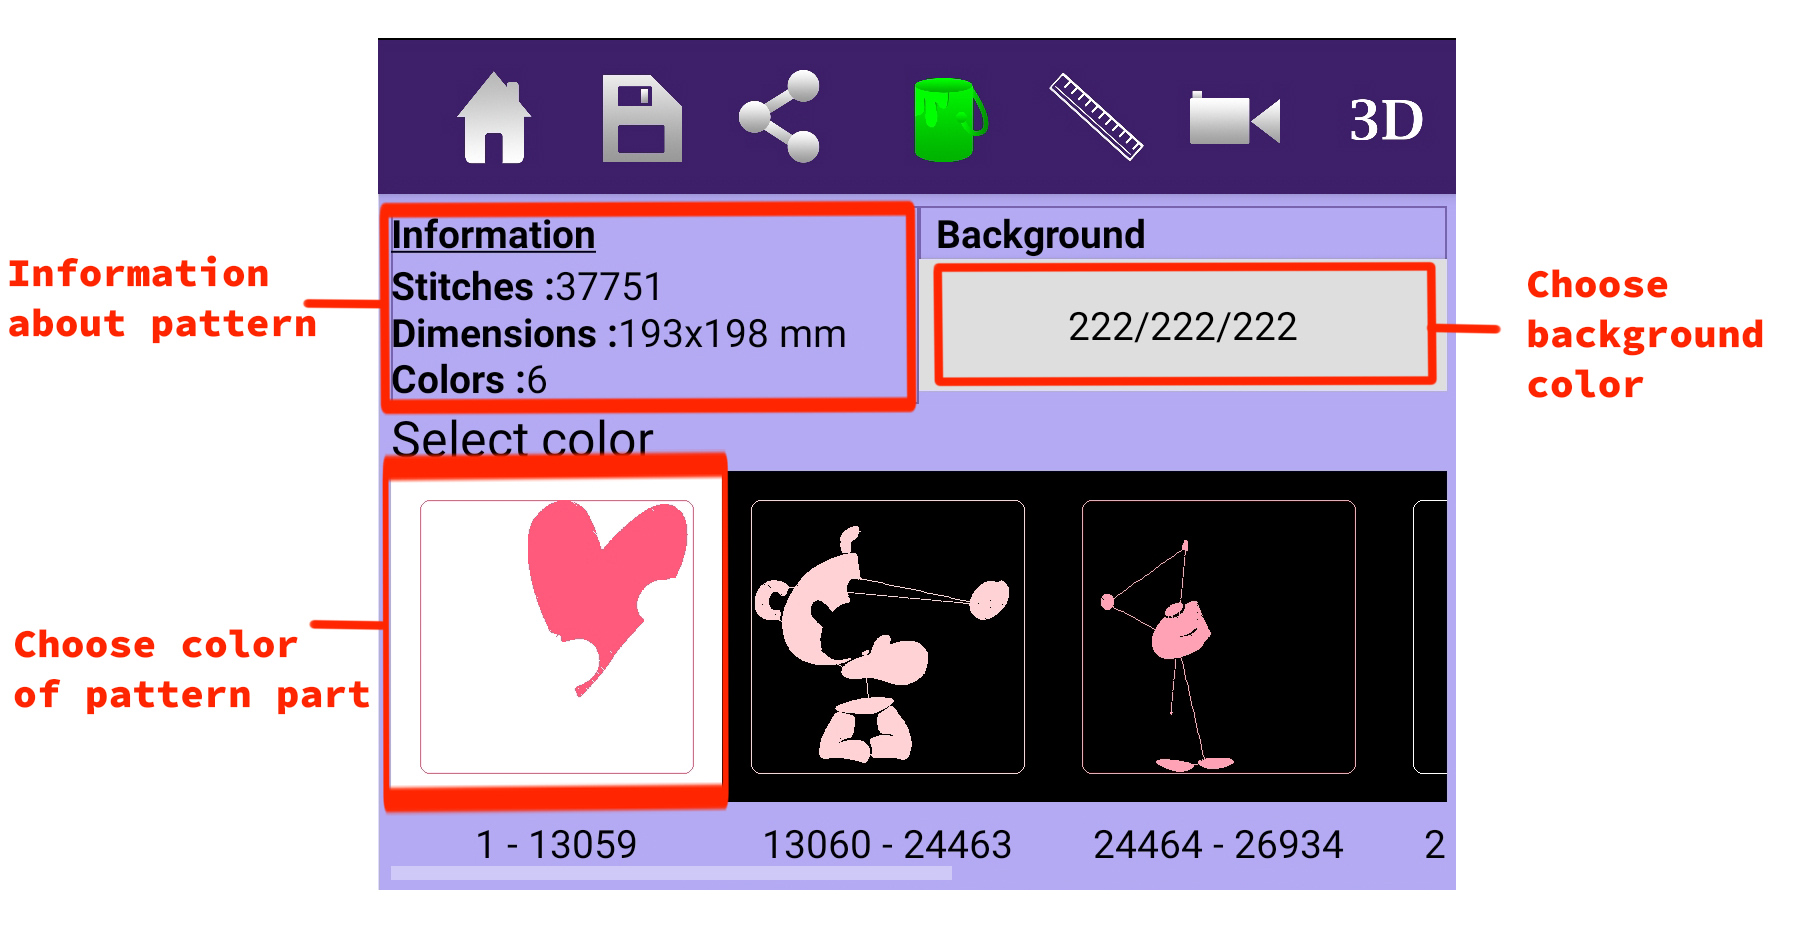 3D
Information
Stitches :37751
Dimensions :193x198 mm
Colors :6
Background
222/222/222
Information
about pattern
Choose
background
color
Select color
Choose color
of pattern part
1 - 13059
13060 - 24463
24464 - 26934
2